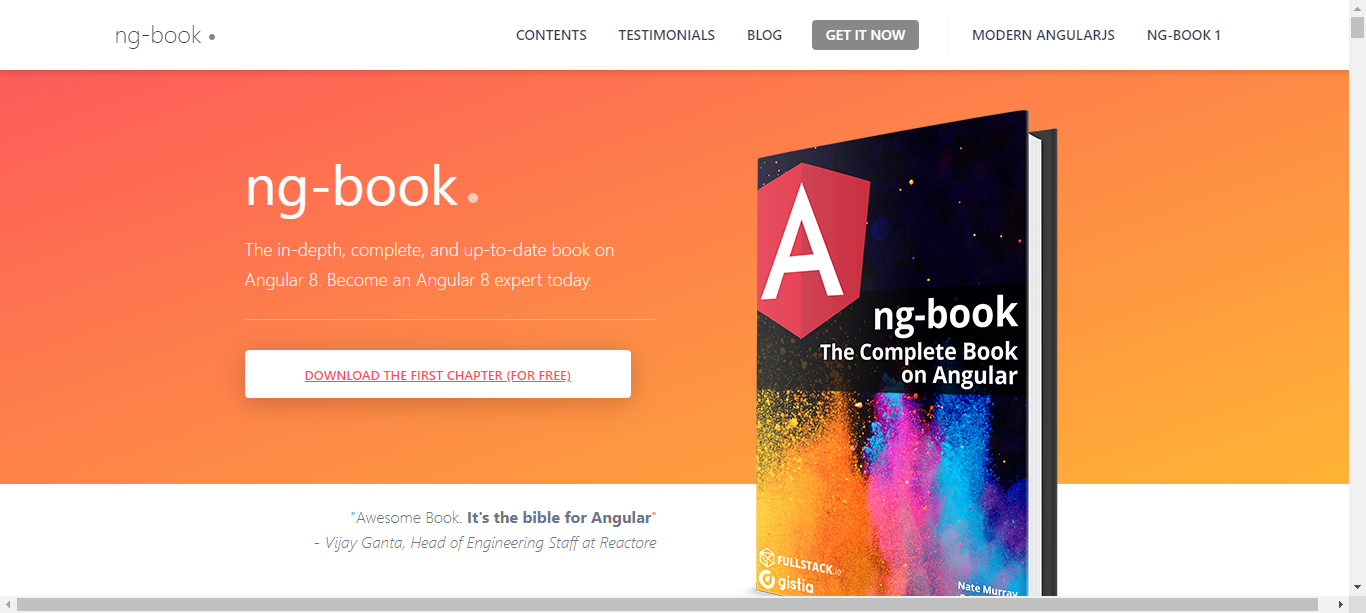 ng-book
CONTENTS
TESTIMONIALS
BLOG
GET IT NOW
MODERN ANGULARJS
NG-BOOK 1
ng-book
The in-depth, complete, and up-to-date book on
Angular 8. Become an Angular 8 expert today.
DOWNLOAD THE FIRST CHAPTER (FOR FREE)
"Awesome Book. It's the bible for Angular"
- Vijay Ganta, Head of Engineering Staff at Reactore
A
ng-book
The Complete Book
on Angular
FULLSTACK.io
gistia
Nate Murray